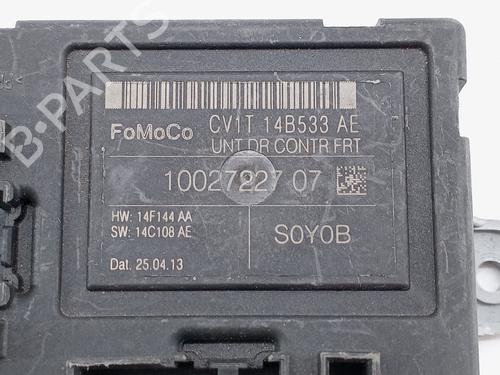 B-PARTS
FoMoCo CV1T 14B533 AE
UNT DR CONTR FRT
10027227 07
HW: 14F144 AA
SW: 14C108 AE
S0Y0B
Dat. 25.04.13